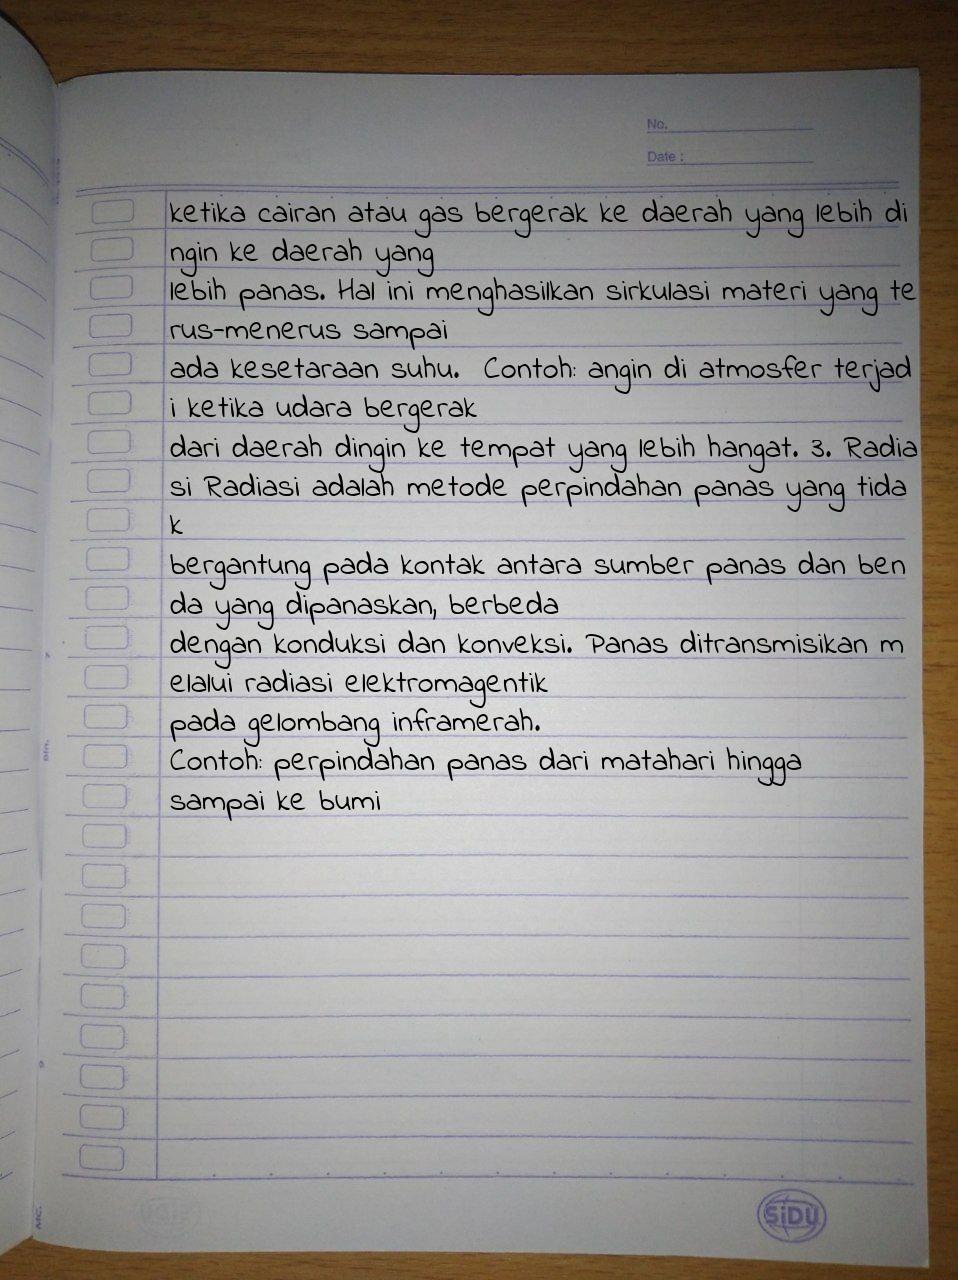 No.
Date :
ketika cairan atau gas bergerak ke daerah yang lebih di
ngin ke daerah yang
lebih panas. Hal ini menghasilkan sirkulasi materi yang te
rus-menerus sampai
ada kesetaraan suhu.  Contoh: angin di atmosfer terjad
i ketika udara bergerak
dari daerah dingin ke tempat yang lebih hangat. 3. Radia
si Radiasi adalah metode perpindahan panas yang tida
k
bergantung pada kontak antara sumber panas dan ben
da yang dipanaskan, berbeda
dengan konduksi dan konveksi. Panas ditransmisikan m
elalui radiasi elektromagentik
pada gelombang inframerah.
Contoh: perpindahan panas dari matahari hingga
sampai ke bumi
SiDU